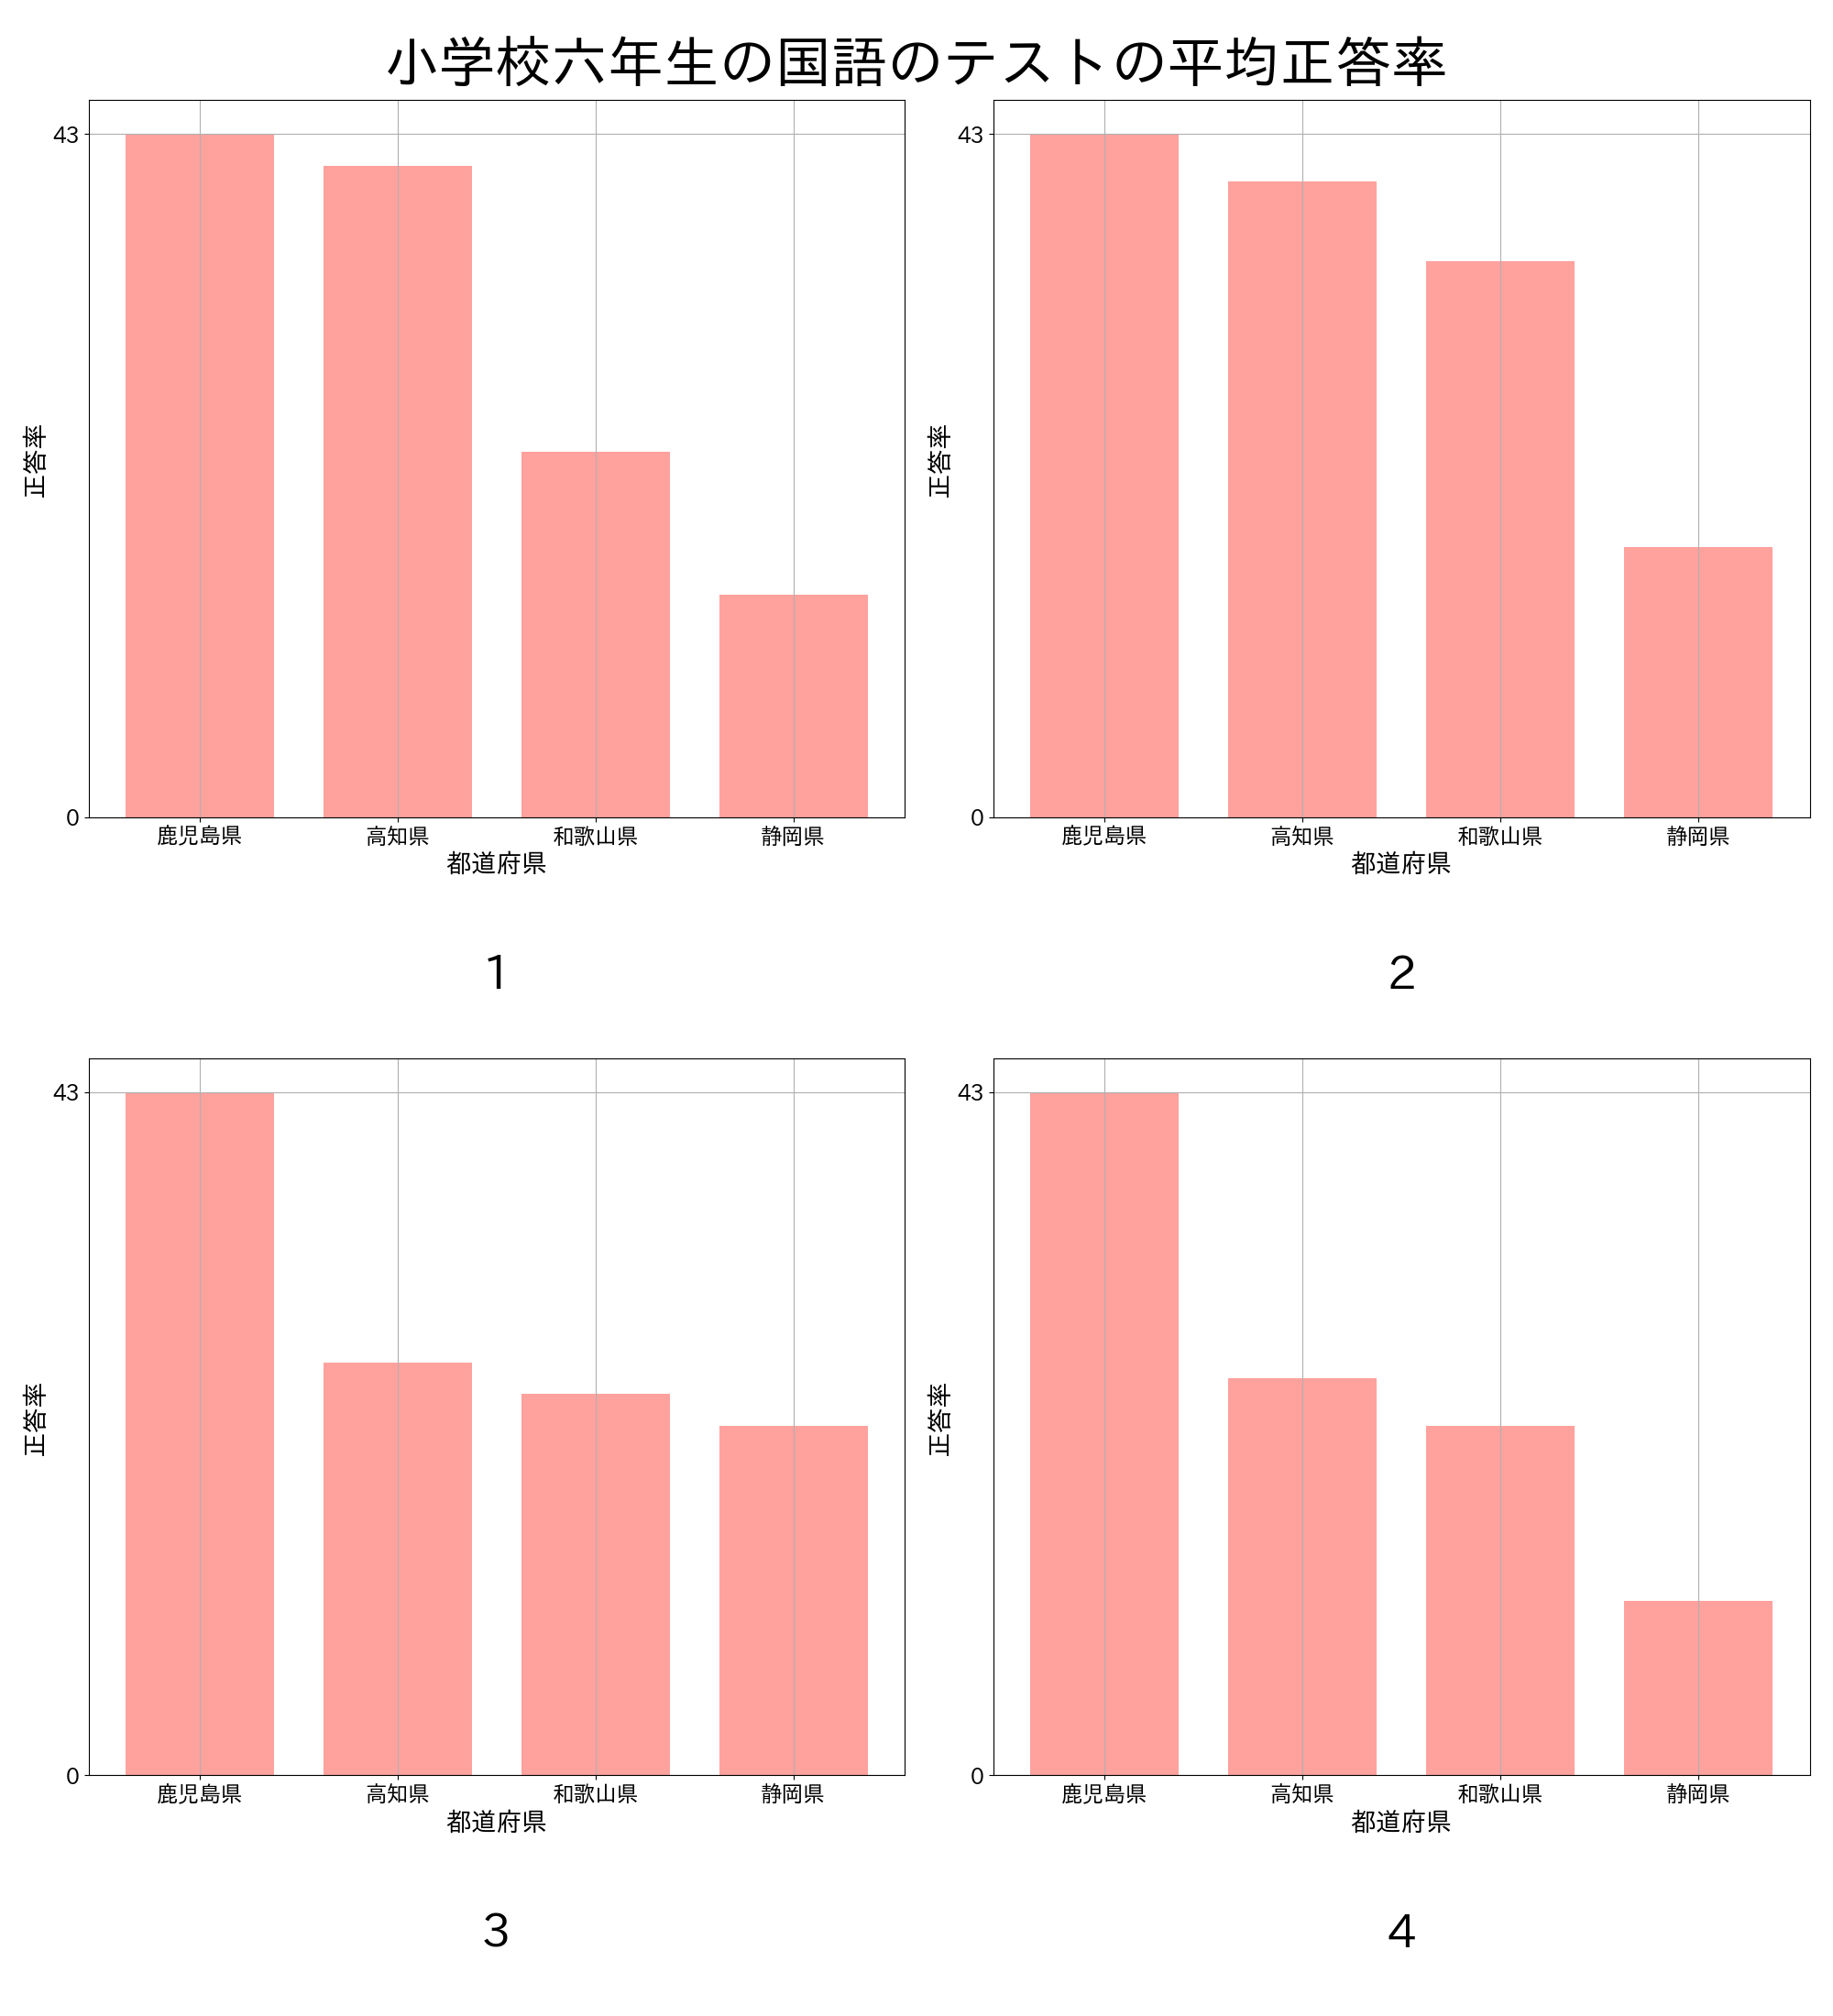 小学校六年生の国語のテストの平均正答率
43
正答率
0
鹿児島県 高知県 和歌山県 静岡県
都道府県
1
43
正答率
0
鹿児島県 高知県 和歌山県 静岡県
都道府県
2
43
正答率
0
鹿児島県 高知県 和歌山県 静岡県
都道府県
3
43
正答率
0
鹿児島県 高知県 和歌山県 静岡県
都道府県
4